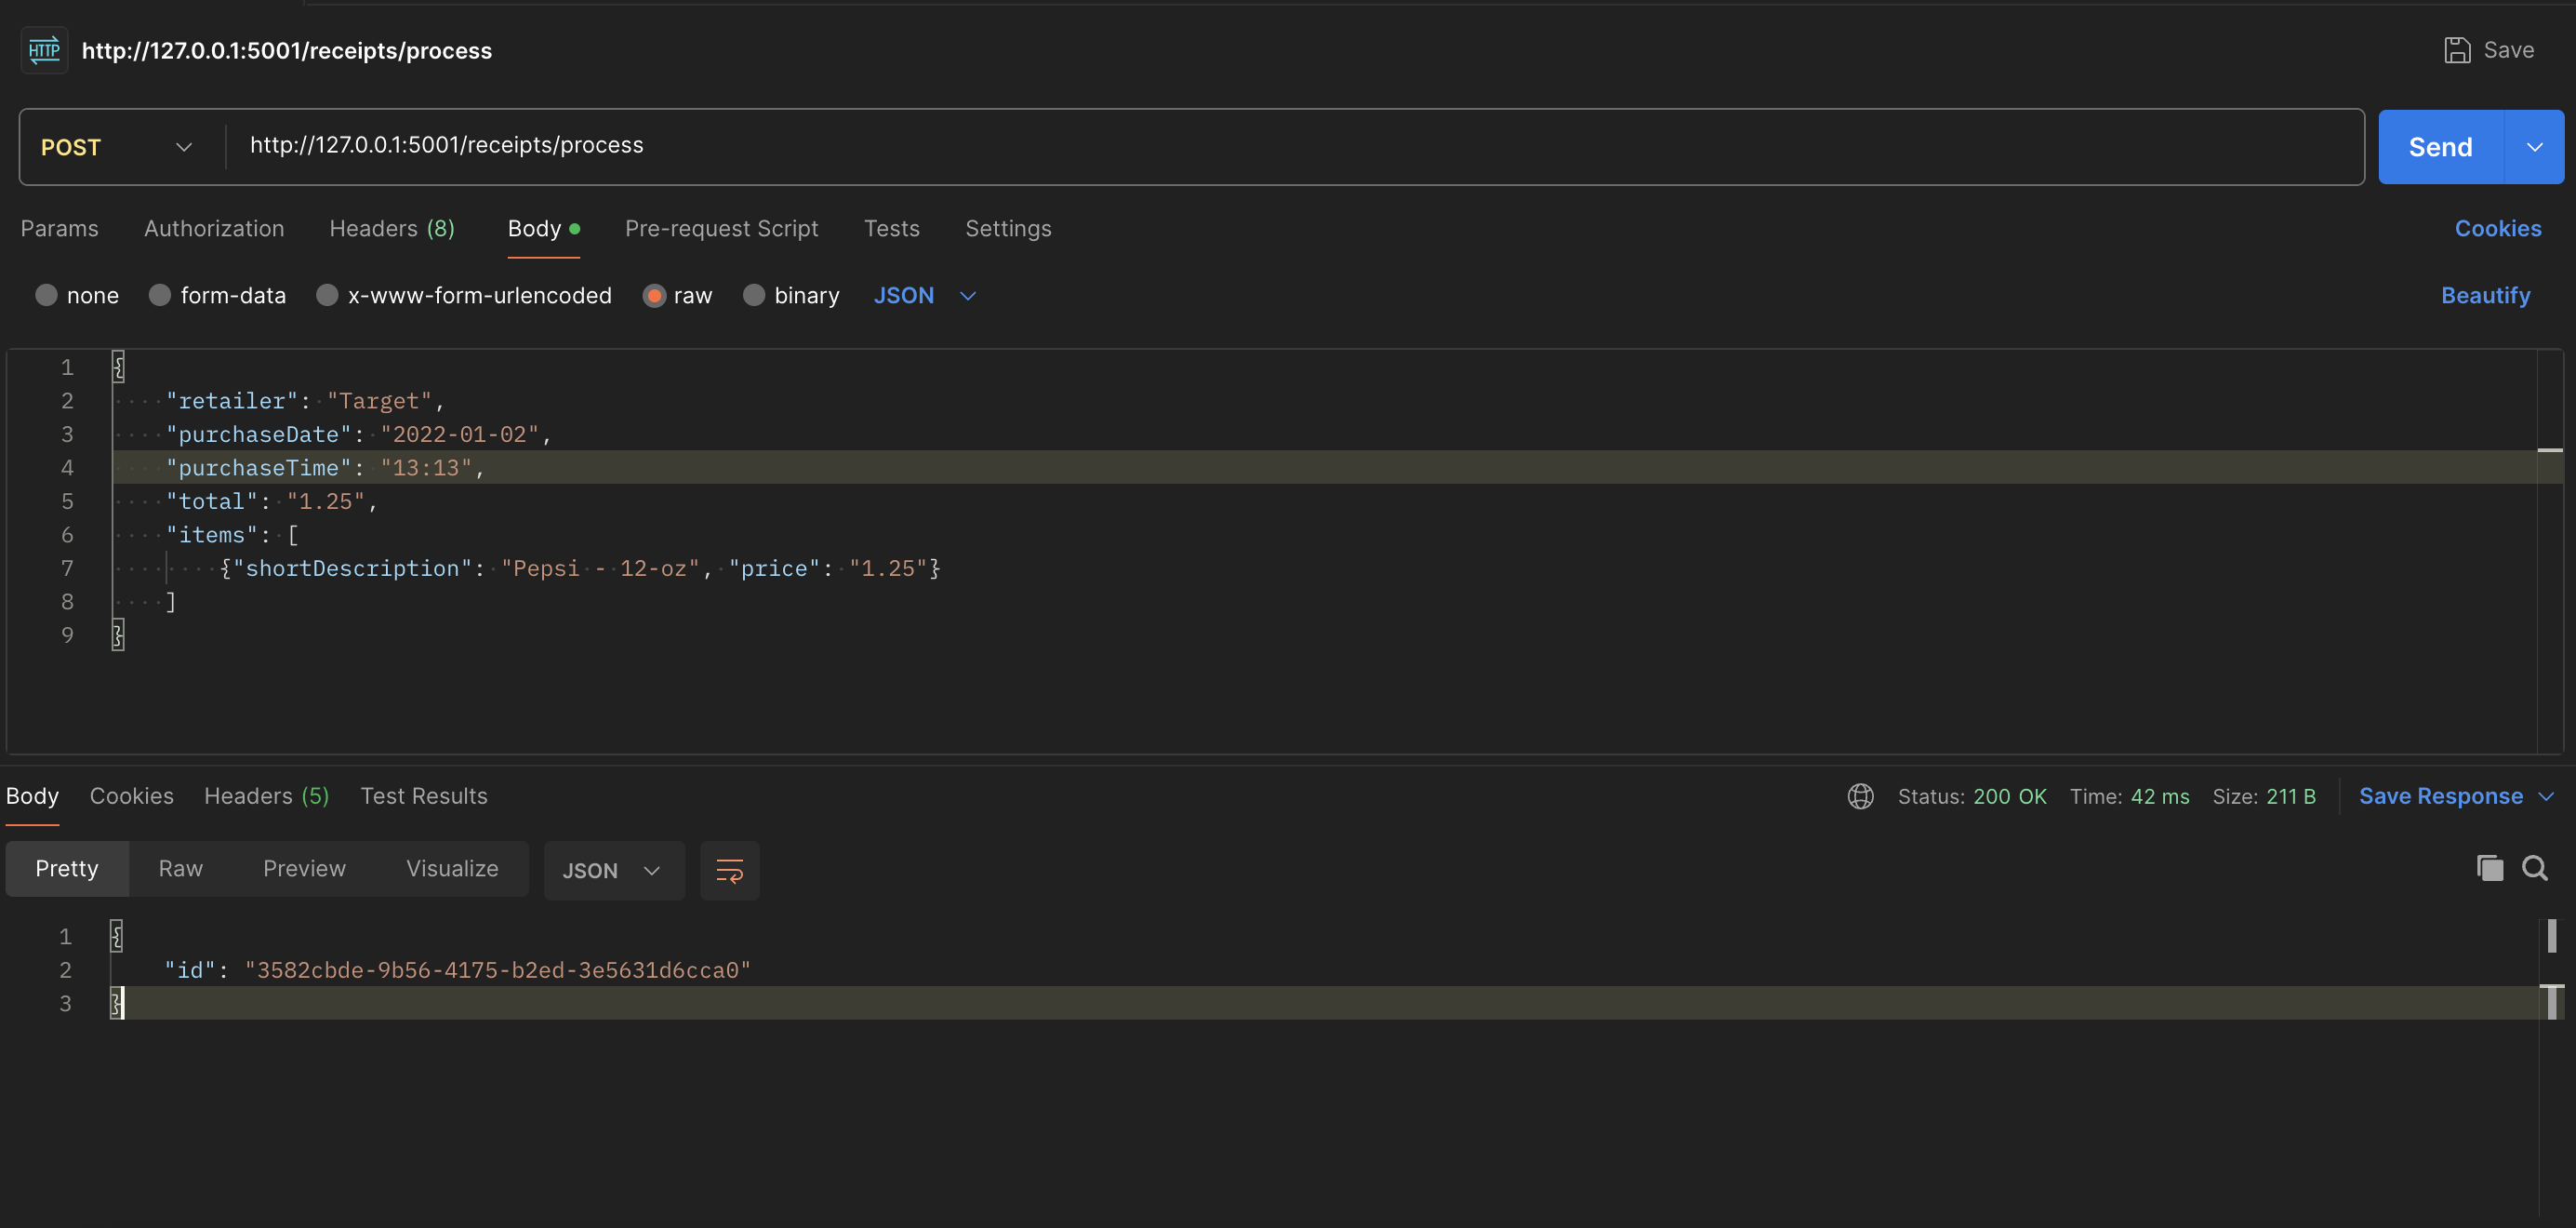 HTTP http://127.0.0.1:5001/receipts/process Save
POST http://127.0.0.1:5001/receipts/process Send
Params Authorization Headers (8) Body Pre-request Script Tests Settings Cookies
none form-data x-www-form-urlencoded raw binary JSON Beautify
1 {
2 "retailer": "Target",
3 "purchaseDate": "2022-01-02",
4 "purchaseTime": "13:13",
5 "total": "1.25",
6 "items": [
7 {"shortDescription": "Pepsi - 12-oz", "price": "1.25"}
8 ]
9 }
Body Cookies Headers (5) Test Results Status: 200 OK Time: 42 ms Size: 211 B Save Response
Pretty Raw Preview Visualize JSON
1 {
2 "id": "3582cbde-9b56-4175-b2ed-3e5631d6cca0"
3 }